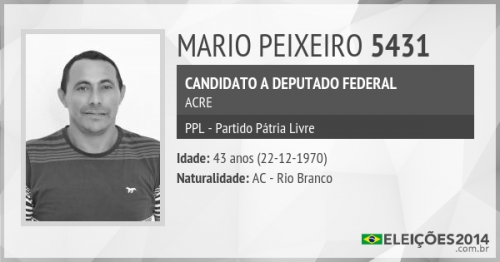 MARIO PEIXEIRO 5431
CANDIDATO A DEPUTADO FEDERAL
ACRE
PPL - Partido Pátria Livre
Idade: 43 anos (22-12-1970)
Naturalidade: AC - Rio Branco
ELEIÇÕES2014
.com.br